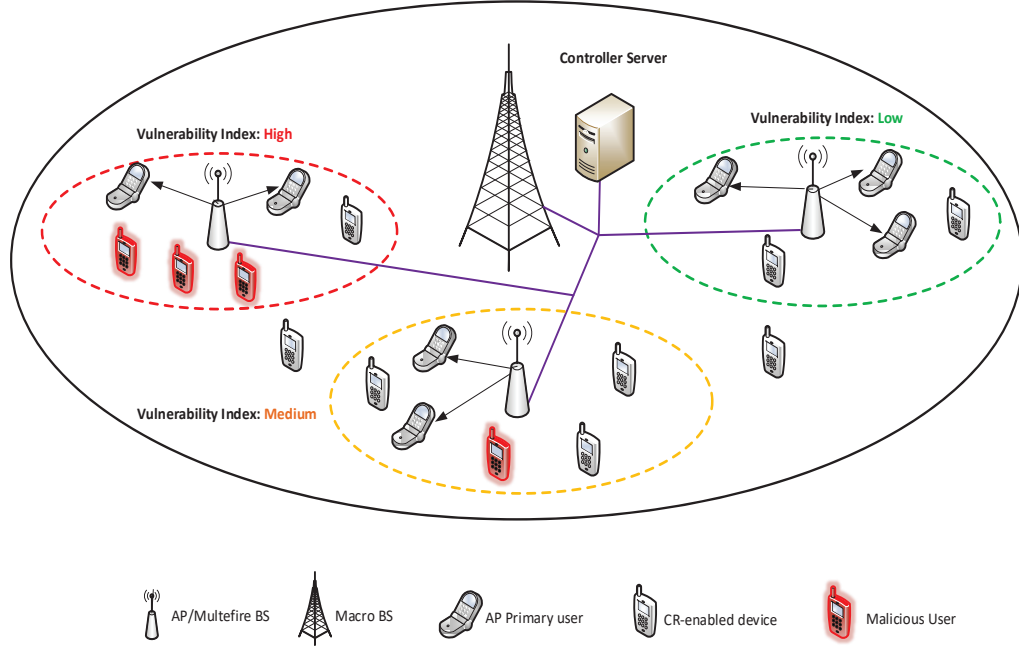 Controller Server
Vulnerability Index: High
Vulnerability Index: Low
Vulnerability Index: Medium
AP/Multefire BS
Macro BS
AP Primary user
CR-enabled device
Malicious User